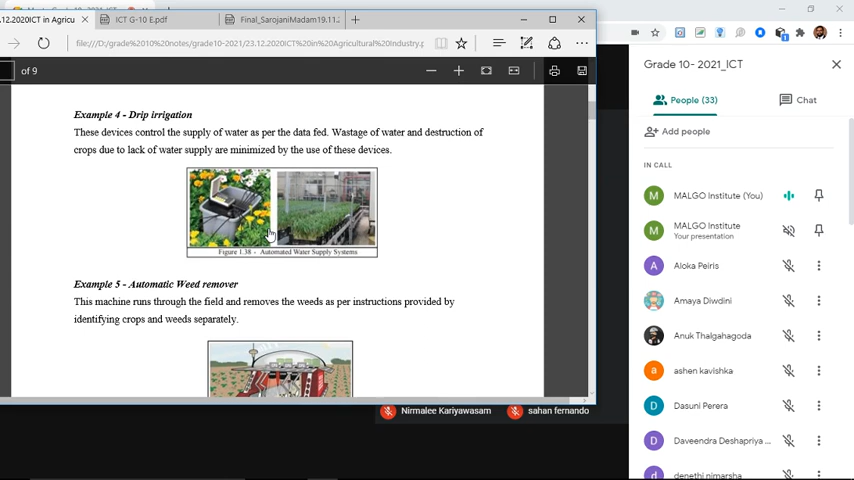 12.2020ICT in Agricu
ICT G-10 E.pdf
Final_SarojaniMadam19.11.2
file:///D:/grade%2010%20notes/grade10-2021/23.12.2020ICT%20in%20Agricultural%20Industry.p
of 9
Example 4 - Drip irrigation
These devices control the supply of water as per the data fed. Wastage of water and destruction of
crops due to lack of water supply are minimized by the use of these devices.
Figure 1.38 - Automated Water Supply Systems
Example 5 - Automatic Weed remover
This machine runs through the field and removes the weeds as per instructions provided by
identifying crops and weeds separately.
Nirmalee Kariyawasam
sahan fernando
Grade 10- 2021_ICT
People (33)
Chat
Add people
IN CALL
M MALGO Institute (You)
M MALGO Institute
Your presentation
A Aloka Peiris
Amaya Diwdini
Anuk Thalgahagoda
a ashen kavishka
D Dasuni Perera
D Daveendra Deshapriya ...
d denethi nimarsha